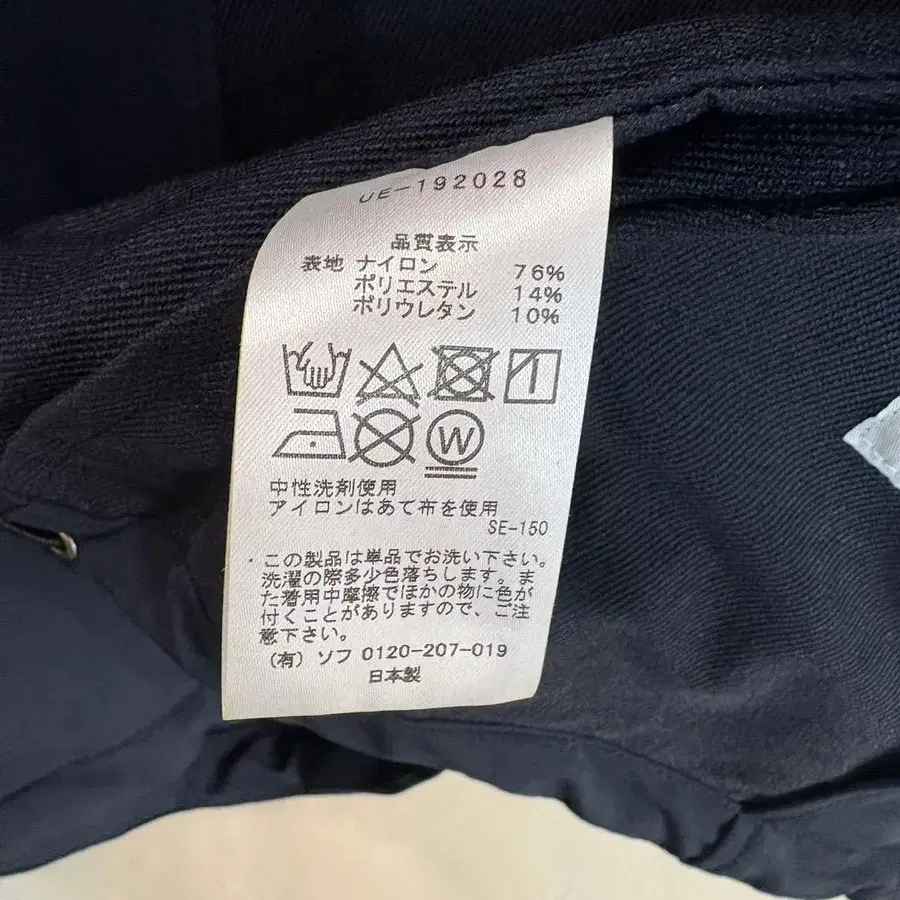 UE-192028
品質表示
表地 ナイロン 76%
ポリエステル 14%
ポリウレタン 10%
W
中性洗剤使用
アイロンはあて布を使用
SE-150
・この製品は単品でお洗い下さい。
洗濯の際多少色落ちします。ま
た着用中摩擦でほかの物に色が
付くことがありますので、ご注
意下さい。
(有) ソフ 0120-207-019
日本製